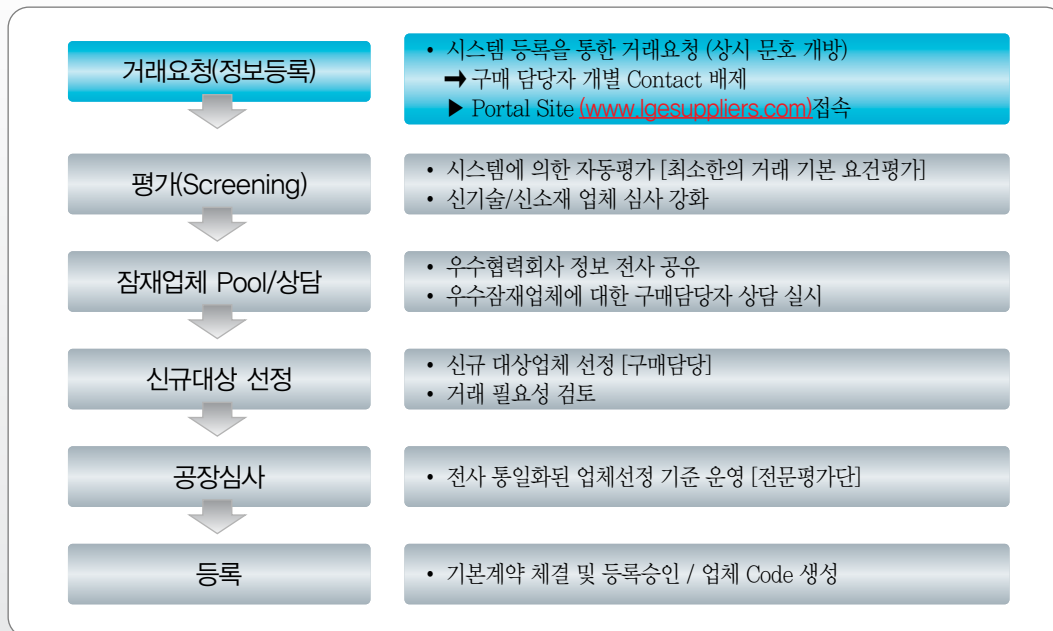 거래요청(정보등록)
• 시스템 등록을 통한 거래요청 (상시 문호 개방)
➡ 구매 담당자 개별 Contact 배제
▶ Portal Site (www.lgesuppliers.com)접속
평가(Screening)
• 시스템에 의한 자동평가 [최소한의 거래 기본 요건평가]
• 신기술/신소재 업체 심사 강화
잠재업체 Pool/상담
• 우수협력회사 정보 전사 공유
• 우수잠재업체에 대한 구매담당자 상담 실시
신규대상 선정
• 신규 대상업체 선정 [구매담당]
• 거래 필요성 검토
공장심사
• 전사 통일화된 업체선정 기준 운영 [전문평가단]
등록
• 기본계약 체결 및 등록승인 / 업체 Code 생성